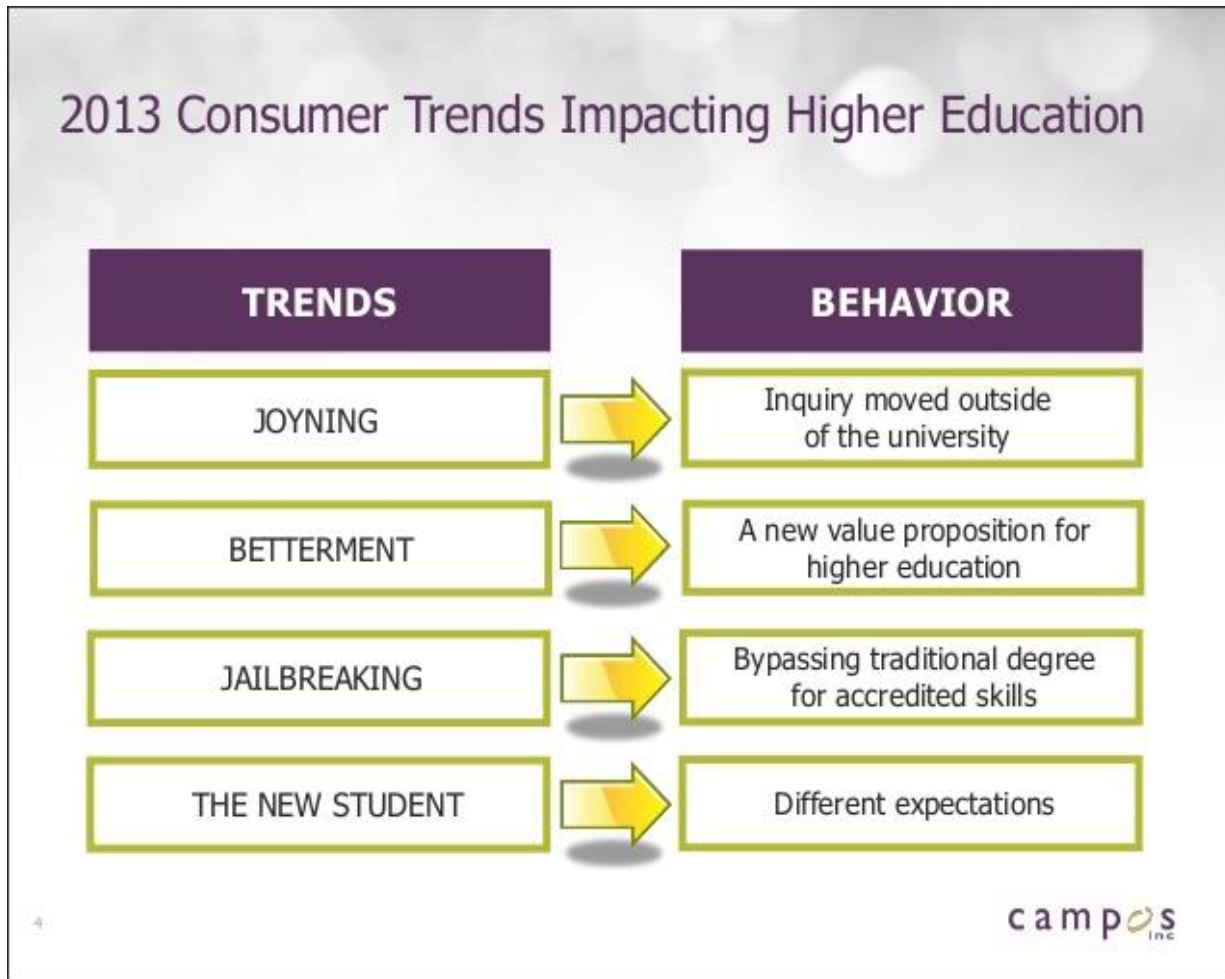 2013 Consumer Trends Impacting Higher Education
TRENDS
BEHAVIOR
JOYNING
Inquiry moved outside
of the university
BETTERMENT
A new value proposition for
higher education
JAILBREAKING
Bypassing traditional degree
for accredited skills
THE NEW STUDENT
Different expectations
4
campos
inc